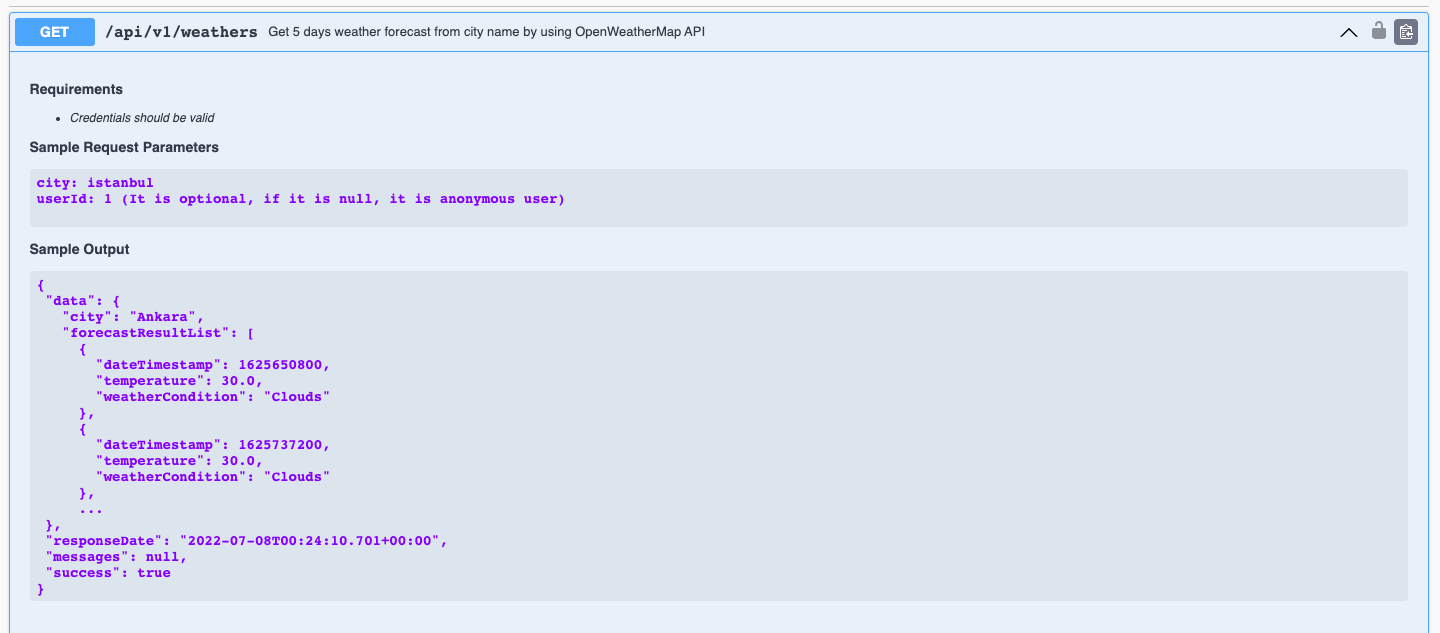 GET /api/v1/weathers Get 5 days weather forecast from city name by using OpenWeatherMap API
Requirements
• Credentials should be valid
Sample Request Parameters
city: istanbul
userId: 1 (It is optional, if it is null, it is anonymous user)
Sample Output
{
"data": {
"city": "Ankara",
"forecastResultList": [
{
"dateTimestamp": 1625650800,
"temperature": 30.0,
"weatherCondition": "Clouds"
},
{
"dateTimestamp": 1625737200,
"temperature": 30.0,
"weatherCondition": "Clouds"
},
...
},
"responseDate": "2022-07-08T00:24:10.701+00:00",
"messages": null,
"success": true
}